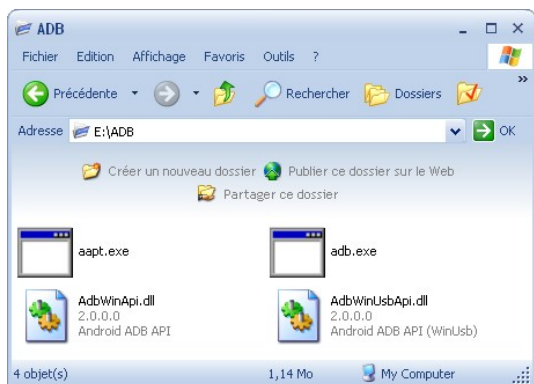 ADB
Fichier Edition Affichage Favoris Outils ?
Précédente Rechercher Dossiers »
Adresse E:\ADB OK
Créer un nouveau dossier Publier ce dossier sur le Web
Partager ce dossier
aapt.exe adb.exe
AdbWinApi.dll AdbWinUsbApi.dll
2.0.0.0 2.0.0.0
Android ADB API Android ADB API (WinUsb)
4 objet(s) 1,14 Mo My Computer